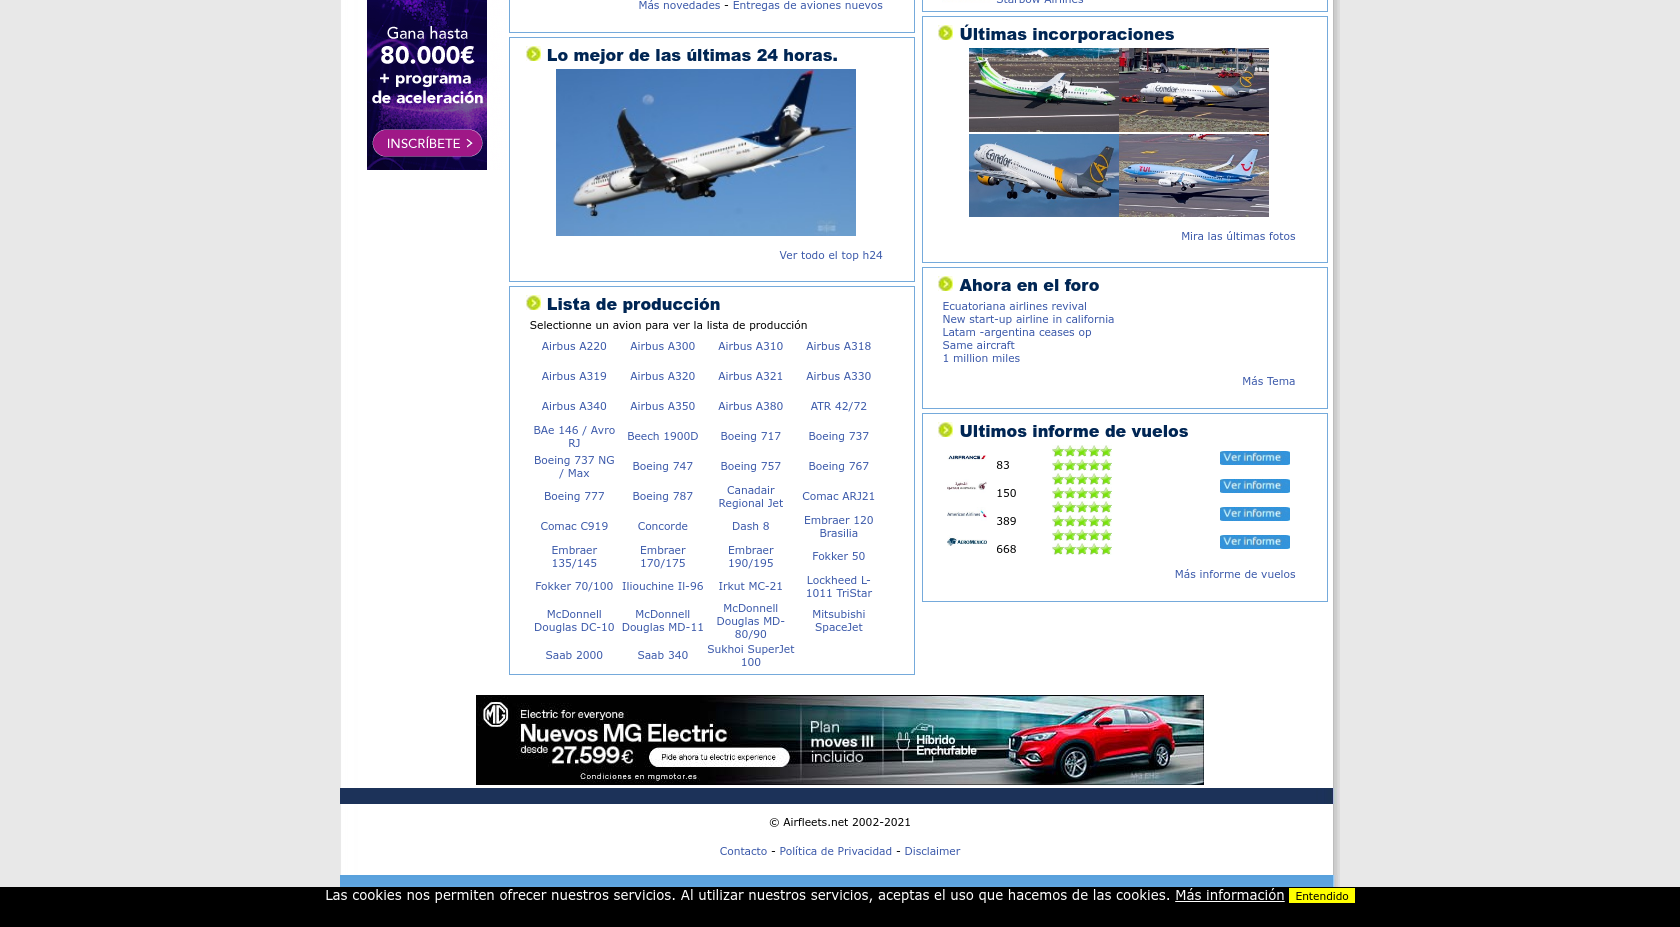 Gana hasta
80.000€
+ programa
de aceleración
INSCRÍBETE >
Más novedades - Entregas de aviones nuevos
Lo mejor de las últimas 24 horas.
Ver todo el top h24
Lista de producción
Selectionne un avion para ver la lista de producción
Airbus A220 Airbus A300 Airbus A310 Airbus A318
Airbus A319 Airbus A320 Airbus A321 Airbus A330
Airbus A340 Airbus A350 Airbus A380 ATR 42/72
BAe 146 / Avro RJ Beech 1900D Boeing 717 Boeing 737
Boeing 737 NG / Max Boeing 747 Boeing 757 Boeing 767
Boeing 777 Boeing 787 Canadair Regional Jet Comac ARJ21
Comac C919 Concorde Dash 8 Embraer 120 Brasilia
Embraer 135/145 Embraer 170/175 Embraer 190/195 Fokker 50
Fokker 70/100 Iliouchine Il-96 Irkut MC-21 Lockheed L-1011 TriStar
McDonnell Douglas DC-10 McDonnell Douglas MD-11 McDonnell Douglas MD-80/90 Mitsubishi SpaceJet
Saab 2000 Saab 340 Sukhoi SuperJet 100
Starbow Airlines
Últimas incorporaciones
Condor
Condor
TUI
Mira las últimas fotos
Ahora en el foro
Ecuatoriana airlines revival
New start-up airline in california
Latam -argentina ceases op
Same aircraft
1 million miles
Más Tema
Ultimos informe de vuelos
AIRFRANCE 83 Ver informe
150 Ver informe
American Airlines 389 Ver informe
AEROMEXICO 668 Ver informe
Más informe de vuelos
MG
Electric for everyone
Nuevos MG Electric
desde 27.599€
Pide ahora tu electric experience
Condiciones en mgmotor.es
Plan
moves III
incluido
Híbrido
Enchufable
MG EHS
© Airfleets.net 2002-2021
Contacto - Política de Privacidad - Disclaimer
Las cookies nos permiten ofrecer nuestros servicios. Al utilizar nuestros servicios, aceptas el uso que hacemos de las cookies. Más información Entendido